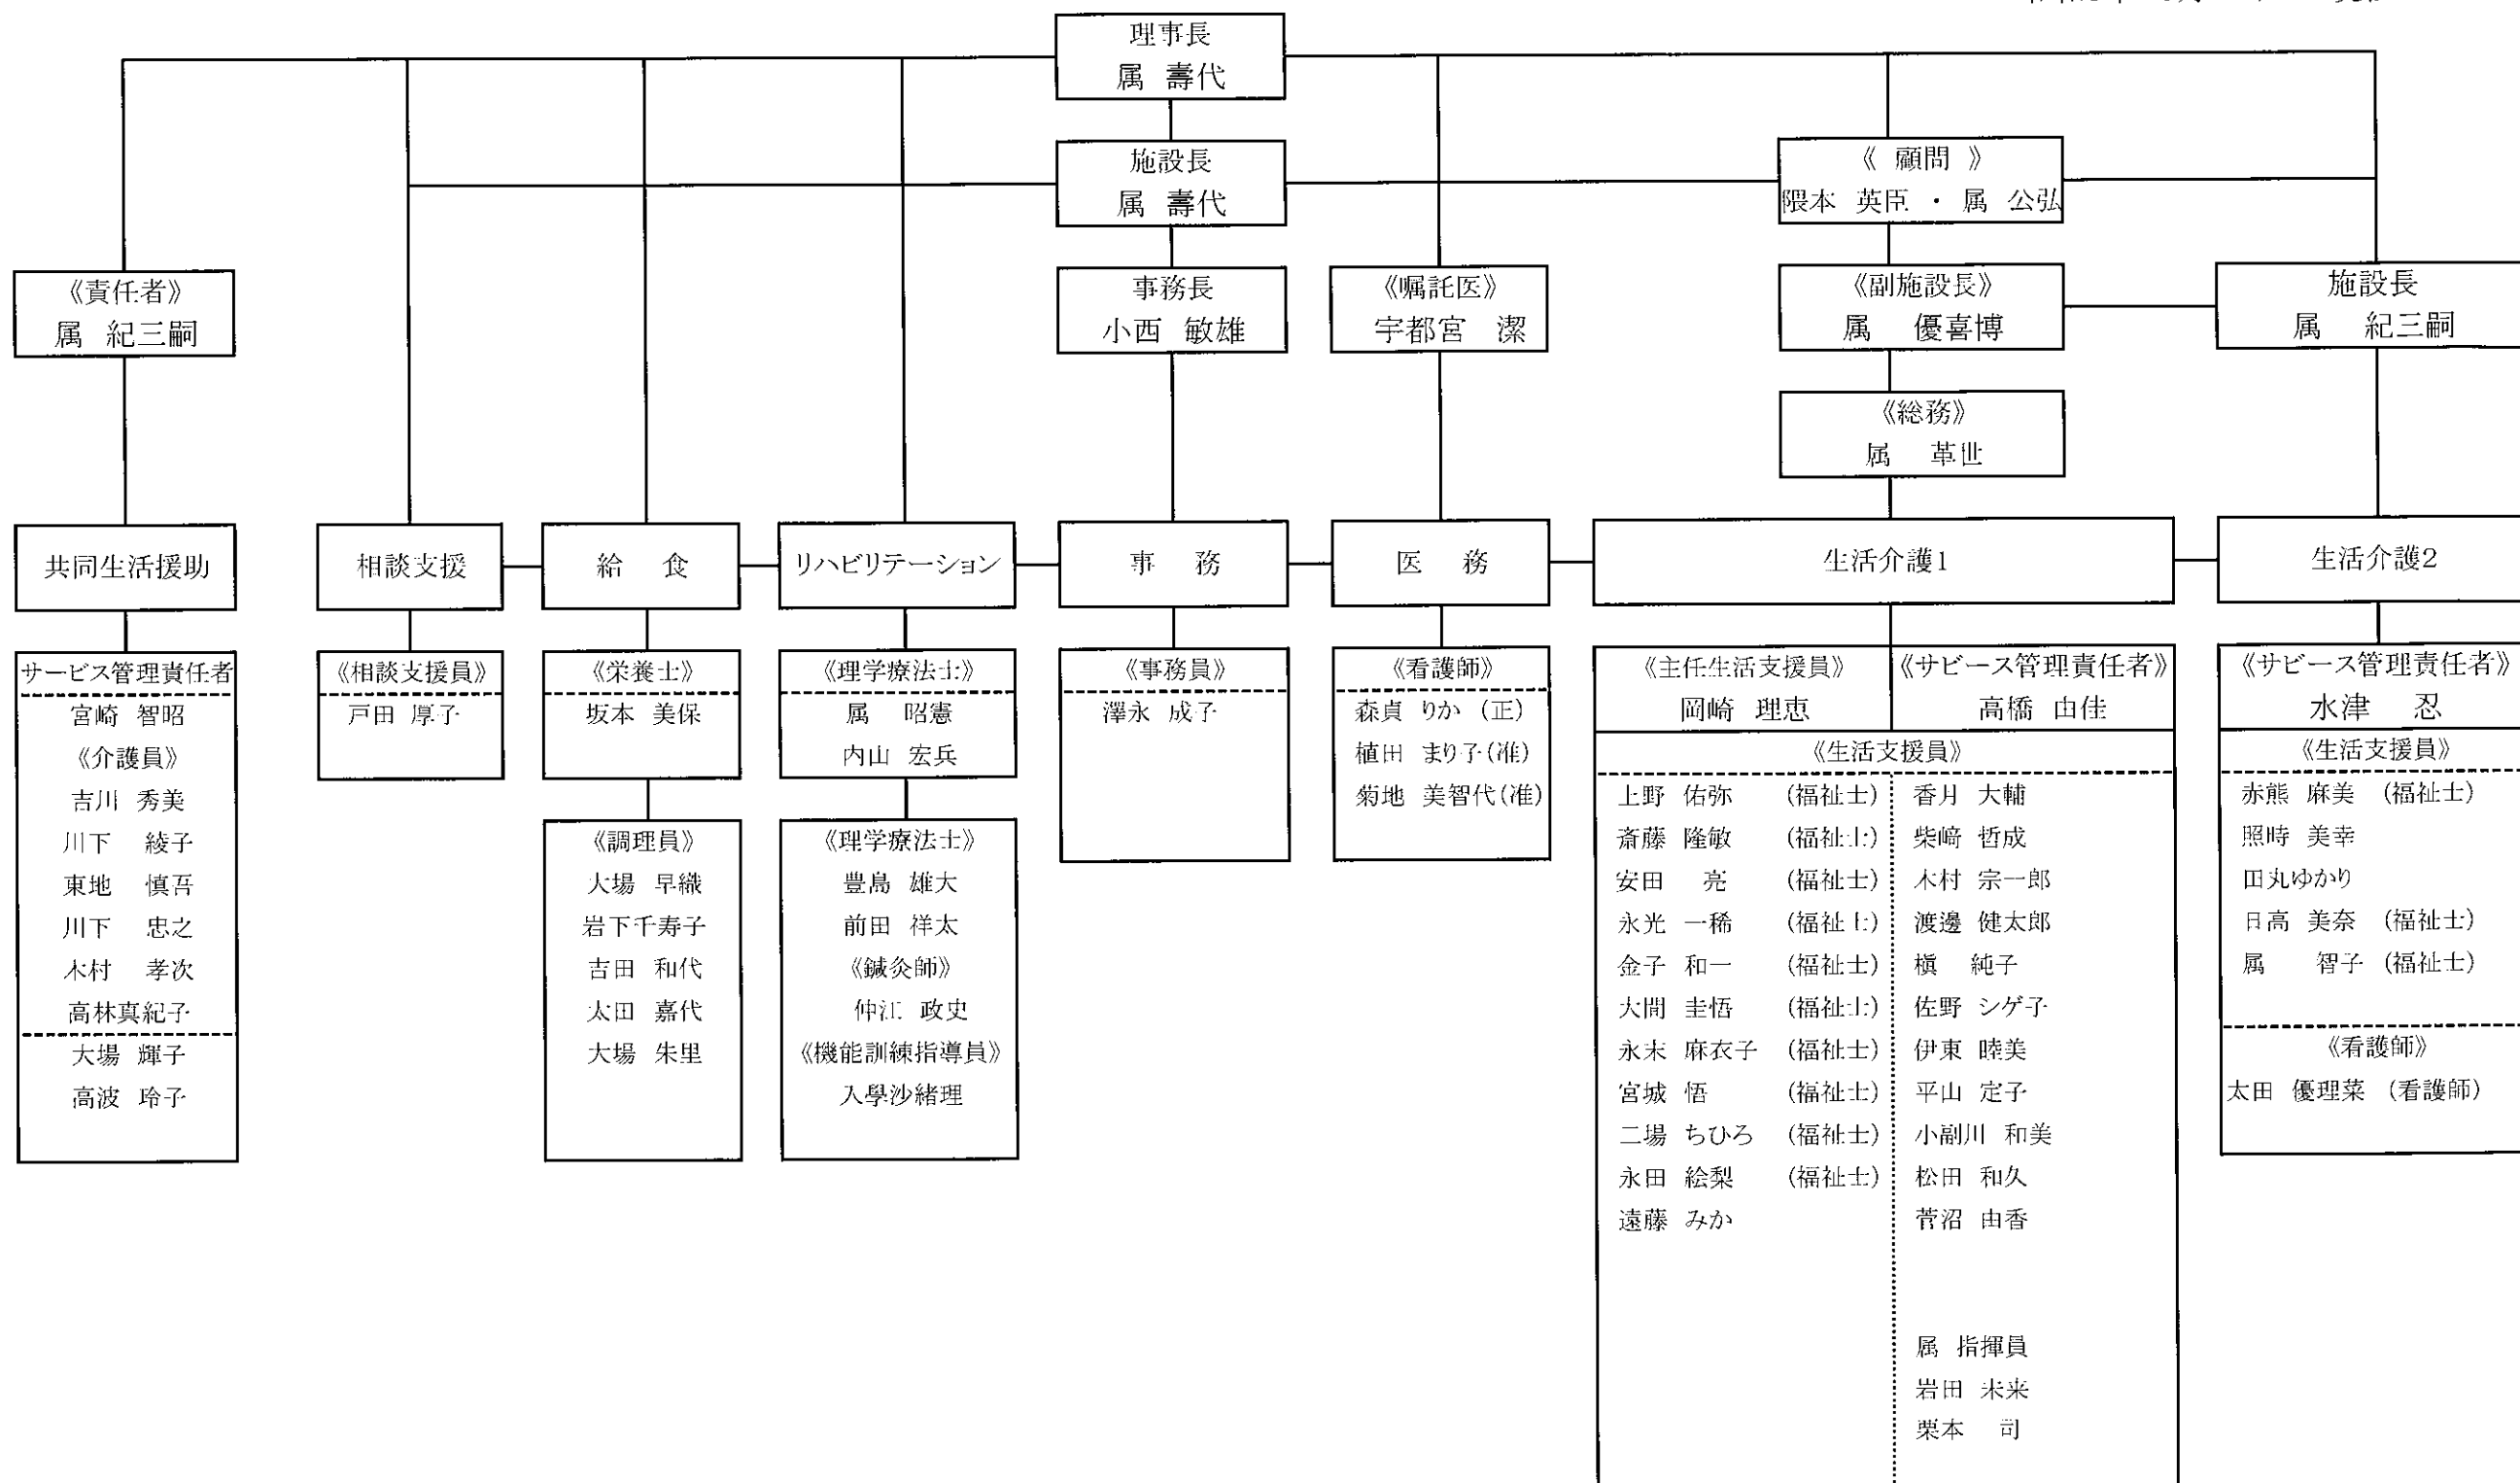 理事長
属 壽代
施設長
属 壽代
《 顧問 》
隈本 英臣 ・ 属 公弘
《責任者》
属 紀三嗣
事務長
小西 敏雄
《嘱託医》
宇都宮 潔
《副施設長》
属 優喜博
施設長
属 紀三嗣
《総務》
属 革世
共同生活援助
相談支援
給 食
リハビリテーション
事 務
医 務
生活介護1
生活介護2
サービス管理責任者
宮崎 智昭
《介護員》
吉川 秀美
川下 綾子
東地 慎吾
川下 忠之
木村 孝次
高林真紀子
大場 輝子
高波 玲子
《相談支援員》
戸田 厚子
《栄養士》
坂本 美保
《調理員》
大場 早織
岩下千寿子
吉田 和代
太田 嘉代
大場 朱里
《理学療法士》
属 昭憲
内山 宏兵
《理学療法士》
豊島 雄大
前田 祥太
《鍼灸師》
仲江 政史
《機能訓練指導員》
入學沙緒理
《事務員》
澤永 成子
《看護師》
森貞 りか (正)
植田 まり子(准)
菊地 美智代(准)
《主任生活支援員》
岡崎 理恵
《サビース管理責任者》
高橋 由佳
《生活支援員》
上野 佑弥 (福祉士)
斎藤 隆敏 (福祉士)
安田 亮 (福祉士)
永光 一稀 (福祉士)
金子 和一 (福祉士)
大間 圭悟 (福祉士)
永末 麻衣子 (福祉士)
宮城 悟 (福祉士)
二場 ちひろ (福祉士)
永田 絵梨 (福祉士)
遠藤 みか
香月 大輔
柴﨑 哲成
木村 宗一郎
渡邊 健太郎
槇 純子
佐野 シゲ子
伊東 睦美
平山 定子
小副川 和美
松田 和久
菅沼 由香
属 指揮員
岩田 未来
栗本 司
《サビース管理責任者》
水津 忍
《生活支援員》
赤熊 麻美 (福祉士)
照時 美幸
田丸ゆかり
日高 美奈 (福祉士)
属 智子 (福祉士)
《看護師》
太田 優理菜 (看護師)